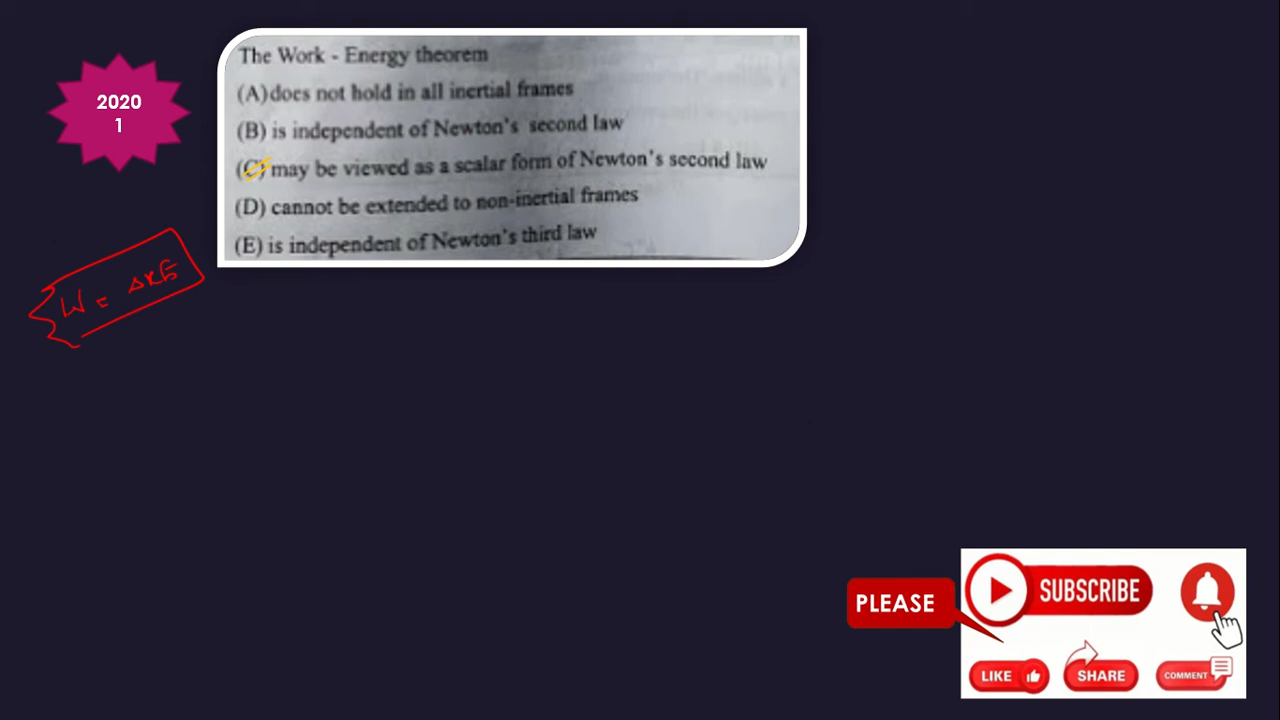 2020
1
The Work - Energy theorem
(A) does not hold in all inertial frames
(B) is independent of Newton's second law
(C) may be viewed as a scalar form of Newton's second law
(D) cannot be extended to non-inertial frames
(E) is independent of Newton's third law
W = ΔKE
PLEASE
SUBSCRIBE
LIKE
SHARE
COMMENT